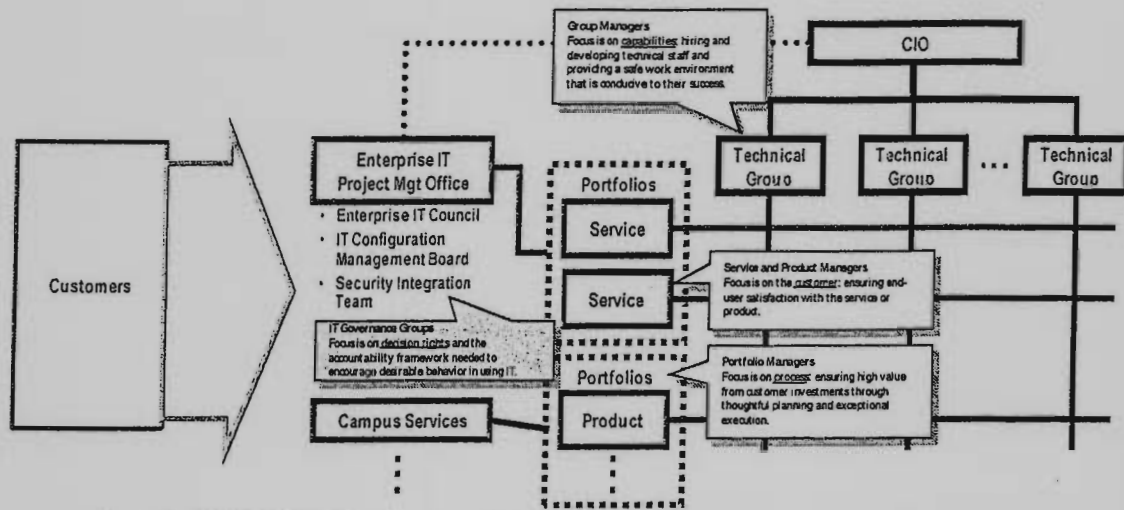 Group Managers
Focus is on capabilities: hiring and
developing technical staff and
providing a safe work environment
that is conducive to their success.
CIO
Enterprise IT
Project Mgt Office
Technical
Group
Technical
Group
...
Technical
Group
Portfolios
Service
Service
• Enterprise IT Council
• IT Configuration
Management Board
• Security Integration
Team
Customers
Service and Product Managers
Focus is on the customer: ensuring end-
user satisfaction with the service or
product.
IT Governance Groups
Focus is on decision rights and the
accountability framework needed to
encourage desirable behavior in using IT.
Portfolios
Product
Portfolio Managers
Focus is on process: ensuring high value
from customer investments through
thoughtful planning and exceptional
execution.
Campus Services